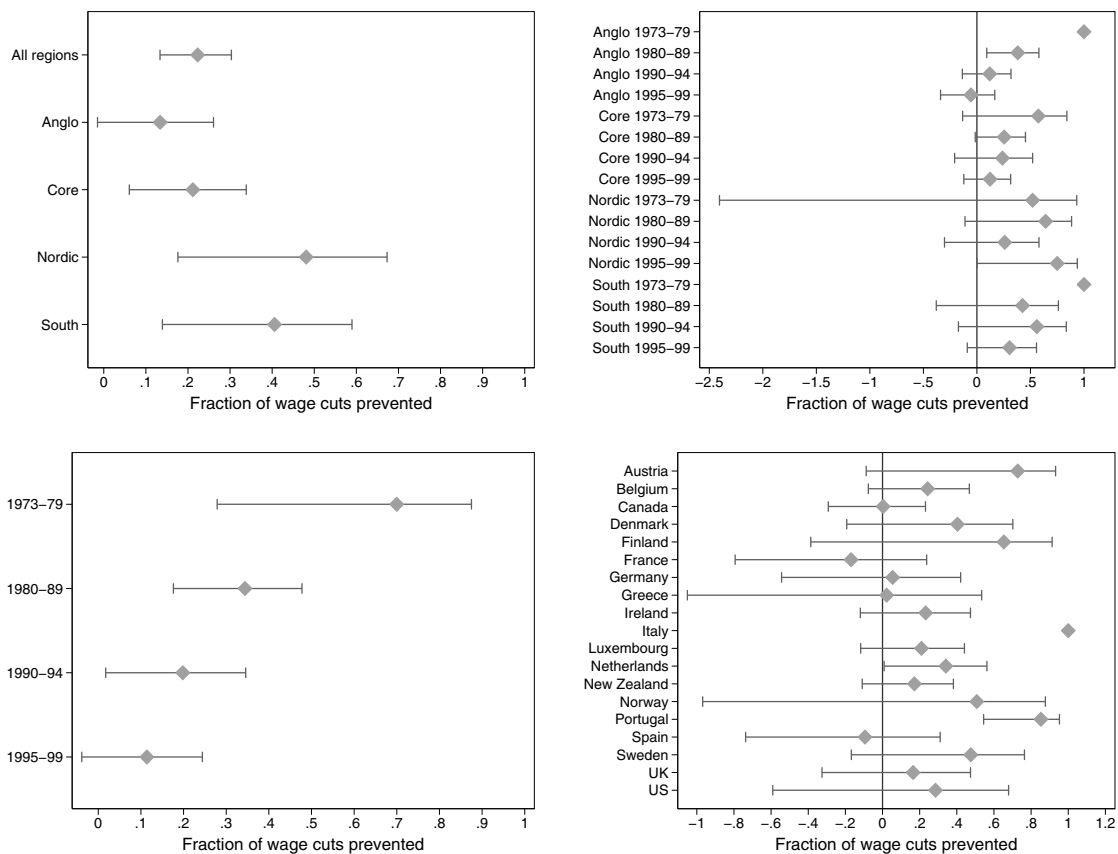 All regions
Anglo
Core
Nordic
South
0 .1 .2 .3 .4 .5 .6 .7 .8 .9 1
Fraction of wage cuts prevented
Anglo 1973–79
Anglo 1980–89
Anglo 1990–94
Anglo 1995–99
Core 1973–79
Core 1980–89
Core 1990–94
Core 1995–99
Nordic 1973–79
Nordic 1980–89
Nordic 1990–94
Nordic 1995–99
South 1973–79
South 1980–89
South 1990–94
South 1995–99
−2.5 −2 −1 −1 −.5 0 .5 1
Fraction of wage cuts prevented
1973–79
1980–89
1990–94
1995–99
0 .1 .2 .3 .4 .5 .6 .7 .8 .9 1
Fraction of wage cuts prevented
Austria
Belgium
Canada
Denmark
Finland
France
Germany
Greece
Ireland
Italy
Luxembourg
Netherlands
New Zealand
Norway
Portugal
Spain
Sweden
UK
US
−1 −.8 −.6 −.4 −.2 0 .2 .4 .6 .8 1 1.2
Fraction of wage cuts prevented